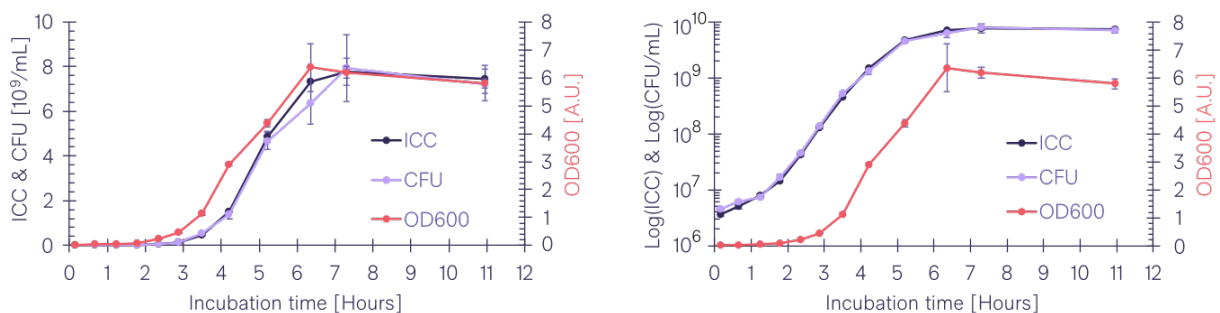 ICC & CFU [10⁹/mL]
10
8
6
4
2
0
ICC
CFU
OD600
8
7
6
5
4
3
2
1
0
OD600 [A.U.]
0 1 2 3 4 5 6 7 8 9 10 11 12
Incubation time [Hours]
Log(ICC) & Log(CFU/mL)
10¹⁰
10⁹
10⁸
10⁷
10⁶
ICC
CFU
OD600
8
7
6
5
4
3
2
1
0
OD600 [A.U.]
0 1 2 3 4 5 6 7 8 9 10 11 12
Incubation time [Hours]